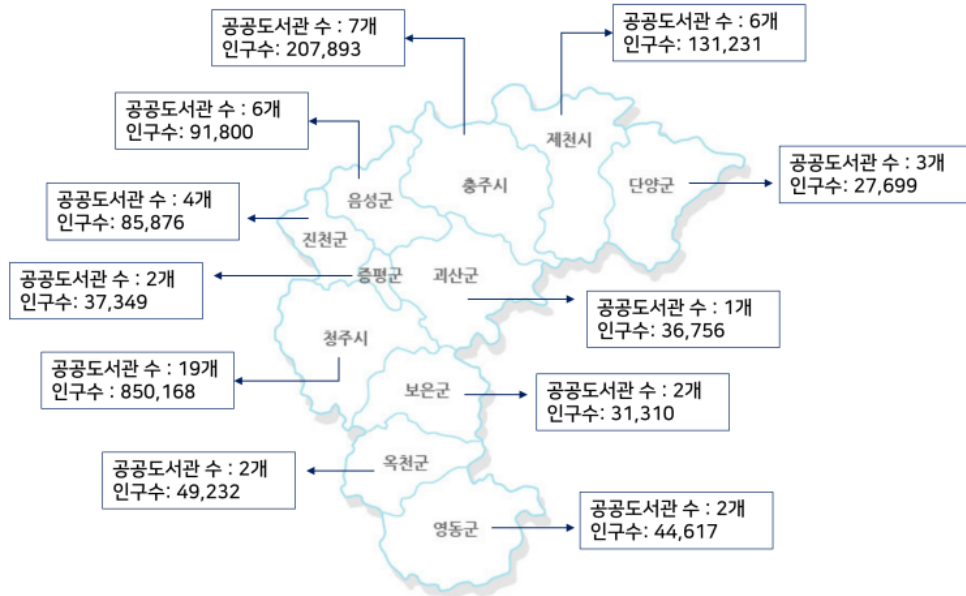 공공도서관 수 : 7개
인구수: 207,893
공공도서관 수 : 6개
인구수: 131,231
공공도서관 수 : 6개
인구수: 91,800
제천시
공공도서관 수 : 3개
인구수: 27,699
충주시
단양군
음성군
공공도서관 수 : 4개
인구수: 85,876
진천군
공공도서관 수 : 2개
인구수: 37,349
증평군
괴산군
공공도서관 수 : 1개
인구수: 36,756
청주시
공공도서관 수 : 19개
인구수 : 850,168
보은군
공공도서관 수 : 2개
인구수: 31,310
공공도서관 수 : 2개
인구수: 49,232
옥천군
공공도서관 수 : 2개
인구수: 44,617
영동군